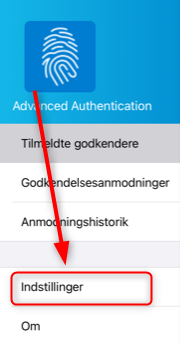 Advanced Authentication
Tilmeldte godkendere
Godkendelsesanmodninger
Anmodningshistorik
Indstillinger
Om